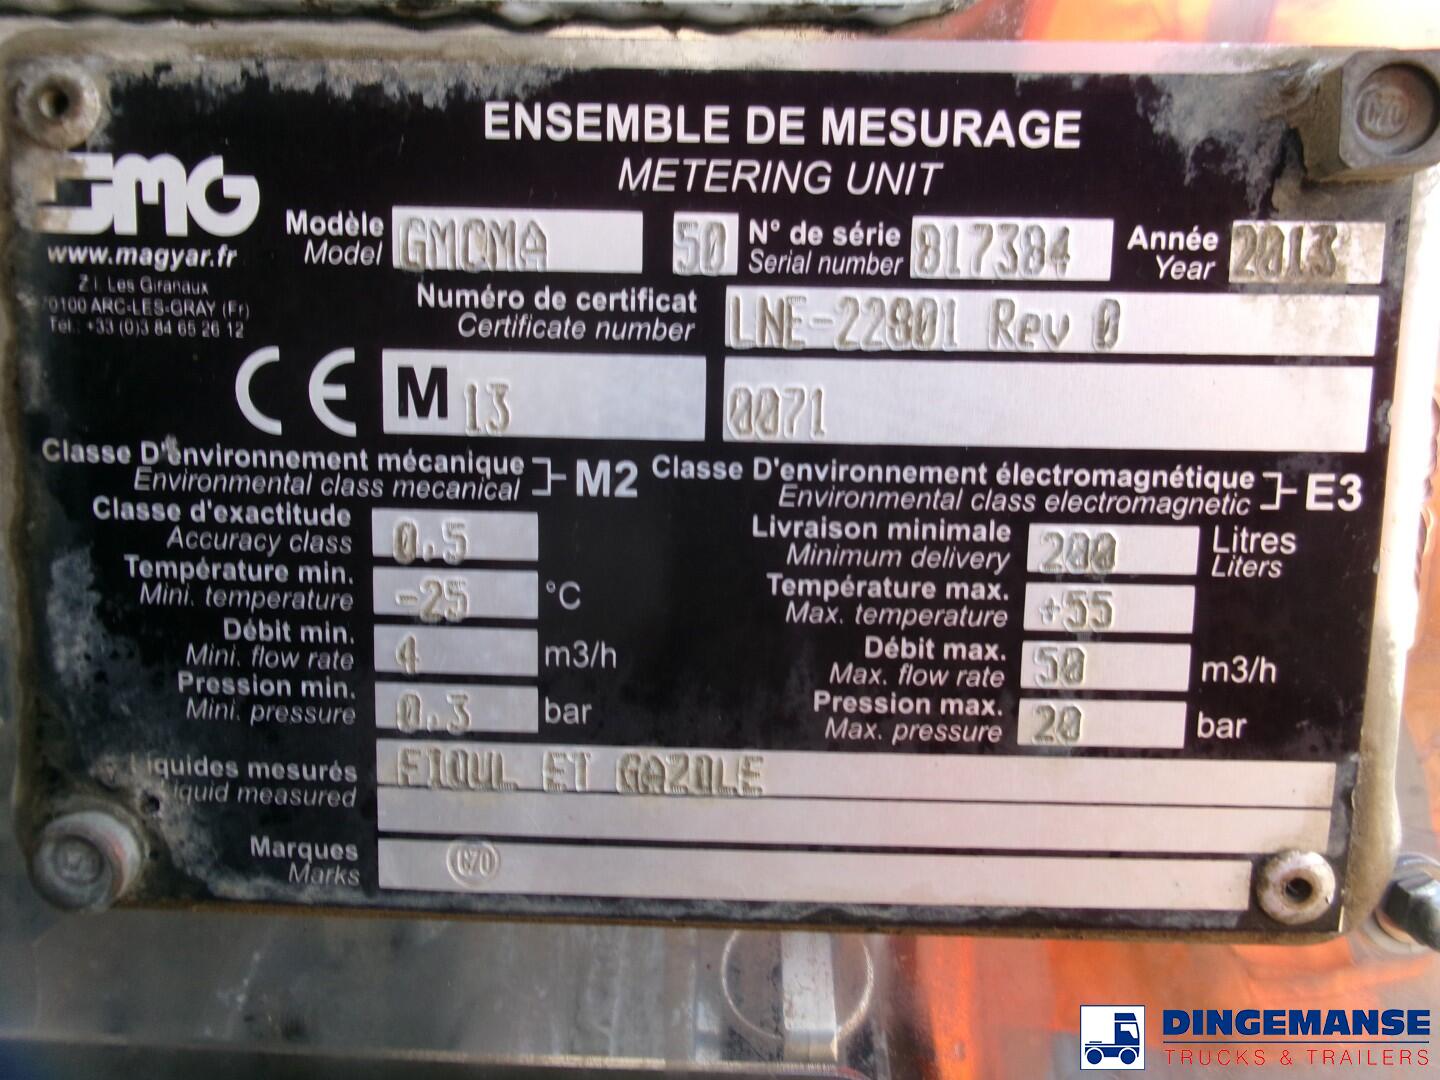 ENSEMBLE DE MESURAGE
METERING UNIT
GMG
www.magyar.fr
Z.I. Les Giranaux
70100 ARC-LES-GRAY (Fr)
Tél.: +33 (0)3 84 65 26 12
Modèle GMCMA 50 N° de série 817384 Année 2013
Model Serial number Year
Numéro de certificat LNE-22801 Rev 0
Certificate number
CE M 13 0071
Classe D'environnement mécanique M2 Classe D'environnement électromagnétique E3
Environmental class mecanical Environmental class electromagnetic
Classe d'exactitude 0.5 Livraison minimale 200 Litres
Accuracy class Minimum delivery Liters
Température min. -25 °C Température max. +55
Mini. temperature Max. temperature
Débit min. 4 m3/h Débit max. 50 m3/h
Mini. flow rate Max. flow rate
Pression min. 0.3 bar Pression max. 20 bar
Mini. pressure Max. pressure
Liquides mesurés FIOUL ET GAZOLE
Liquid measured
Marques C70
Marks
DINGEMANSE
TRUCKS & TRAILERS